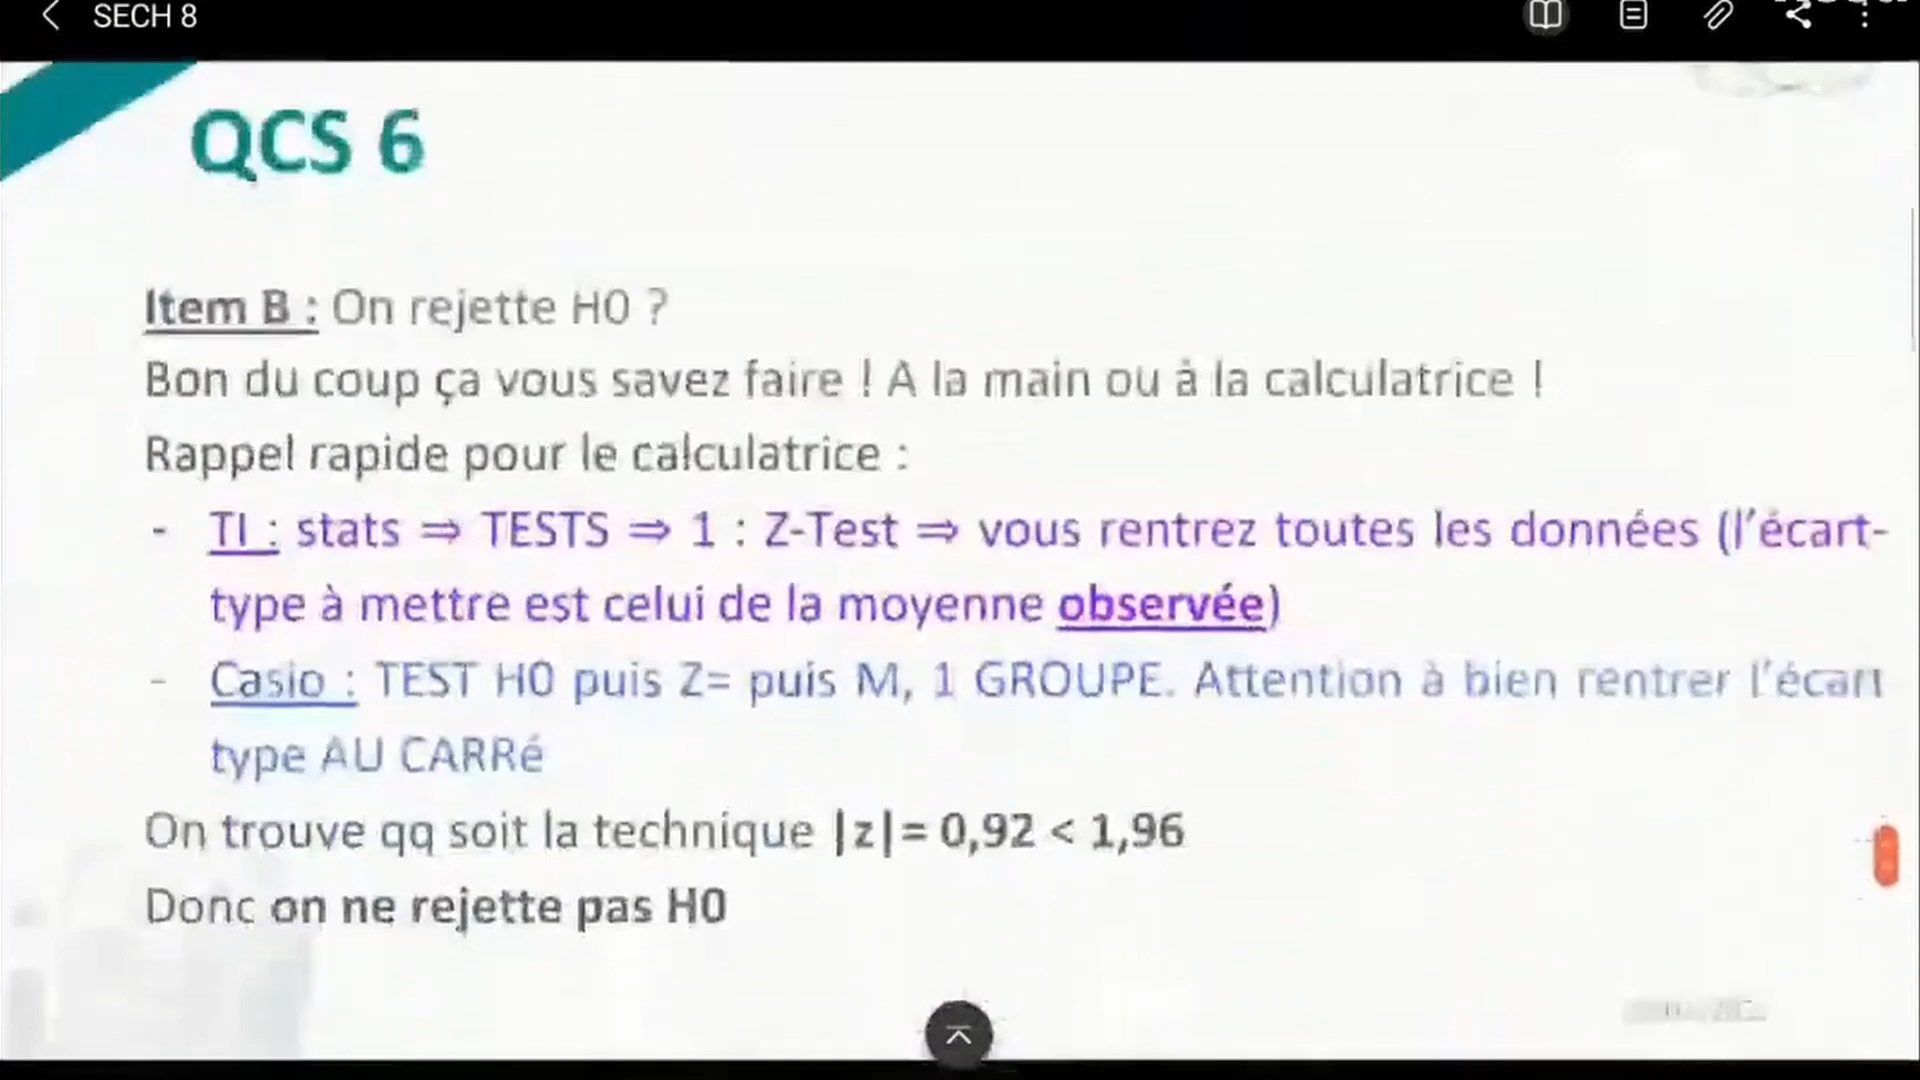 SECH 8
QCS 6
Item B : On rejette H0 ?
Bon du coup ça vous savez faire ! A la main ou à la calculatrice !
Rappel rapide pour le calculatrice :
- TI : stats ⇒ TESTS ⇒ 1 : Z-Test ⇒ vous rentrez toutes les données (l'écart-
type à mettre est celui de la moyenne observée)
- Casio : TEST H0 puis Z= puis M, 1 GROUPE. Attention à bien rentrer l'écart
type AU CARRé
On trouve qq soit la technique |z|= 0,92 < 1,96
Donc on ne rejette pas H0